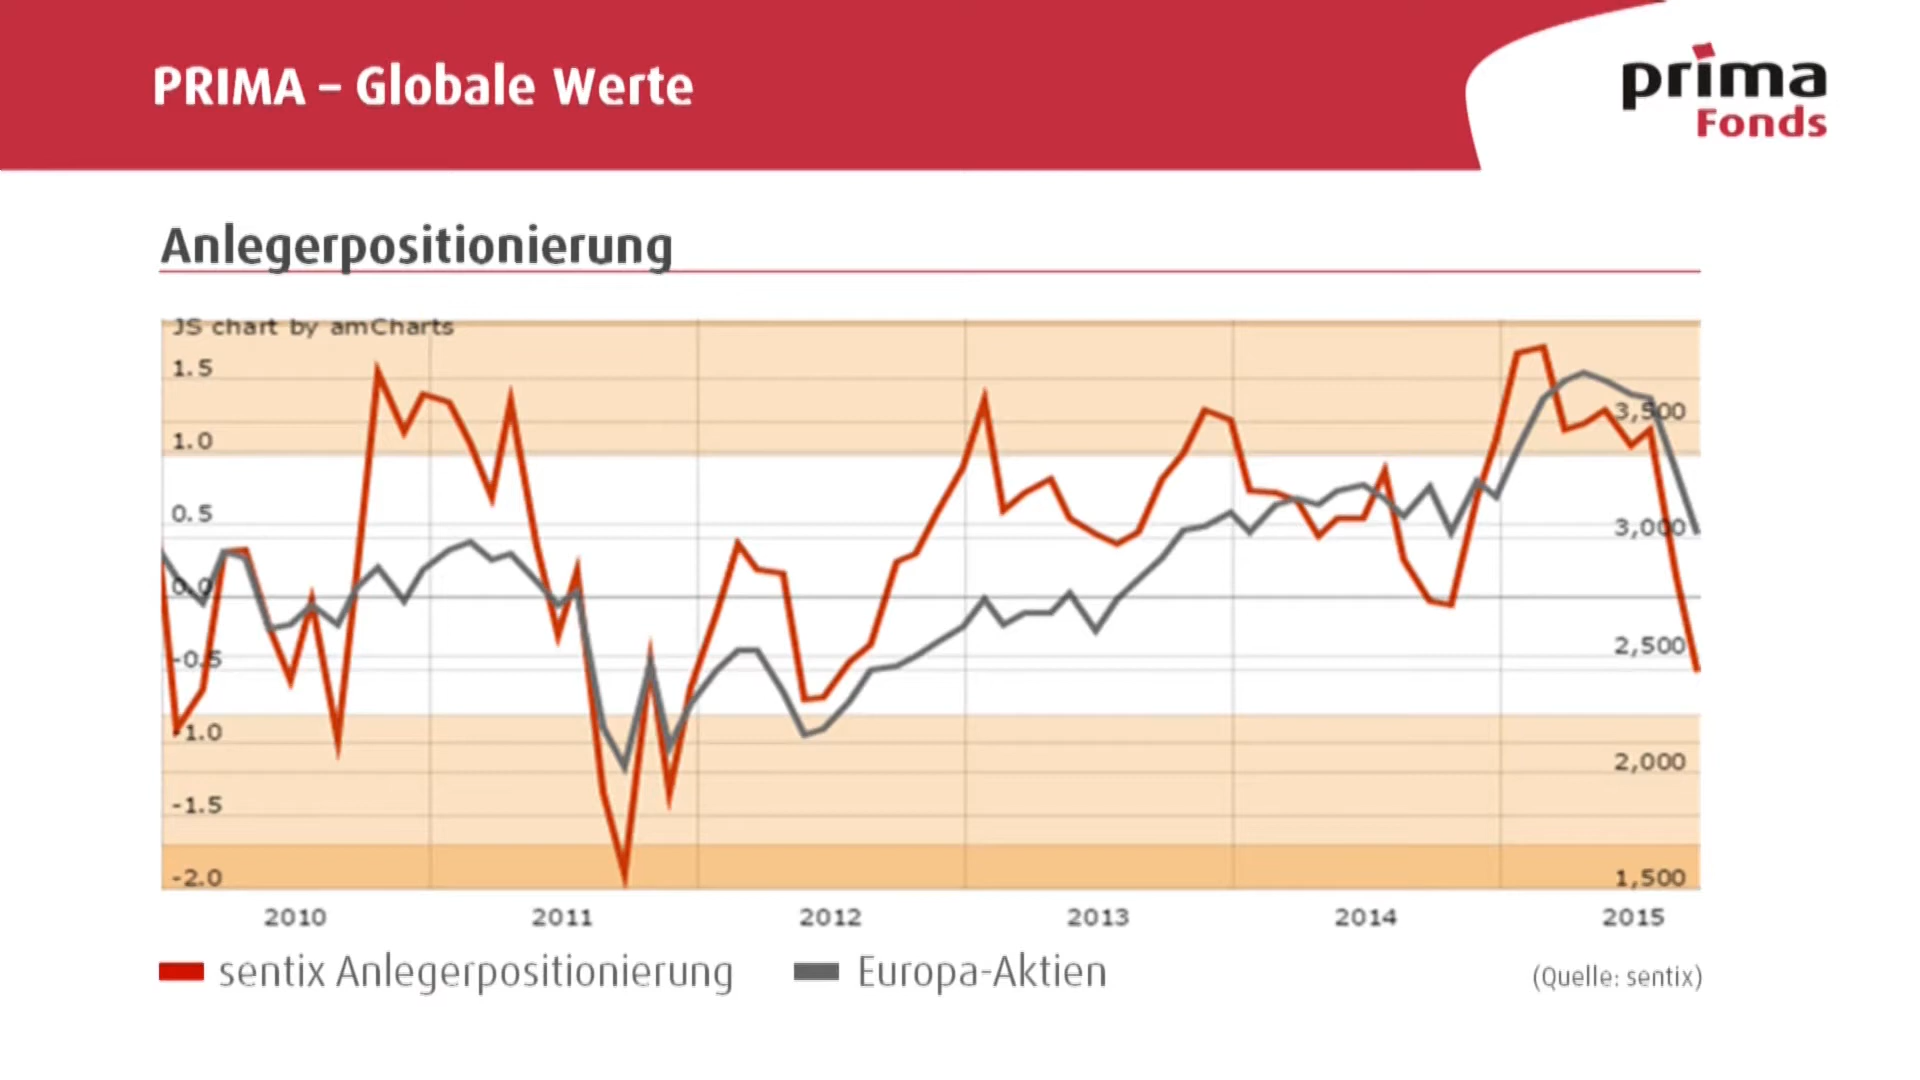 PRIMA – Globale Werte
prima
Fonds
Anlegerpositionierung
JS chart by amCharts
1.5
1.0
0.5
0.0
-0.5
-1.0
-1.5
-2.0
3,500
3,000
2,500
2,000
1,500
2010 2011 2012 2013 2014 2015
sentix Anlegerpositionierung Europa-Aktien (Quelle: sentix)